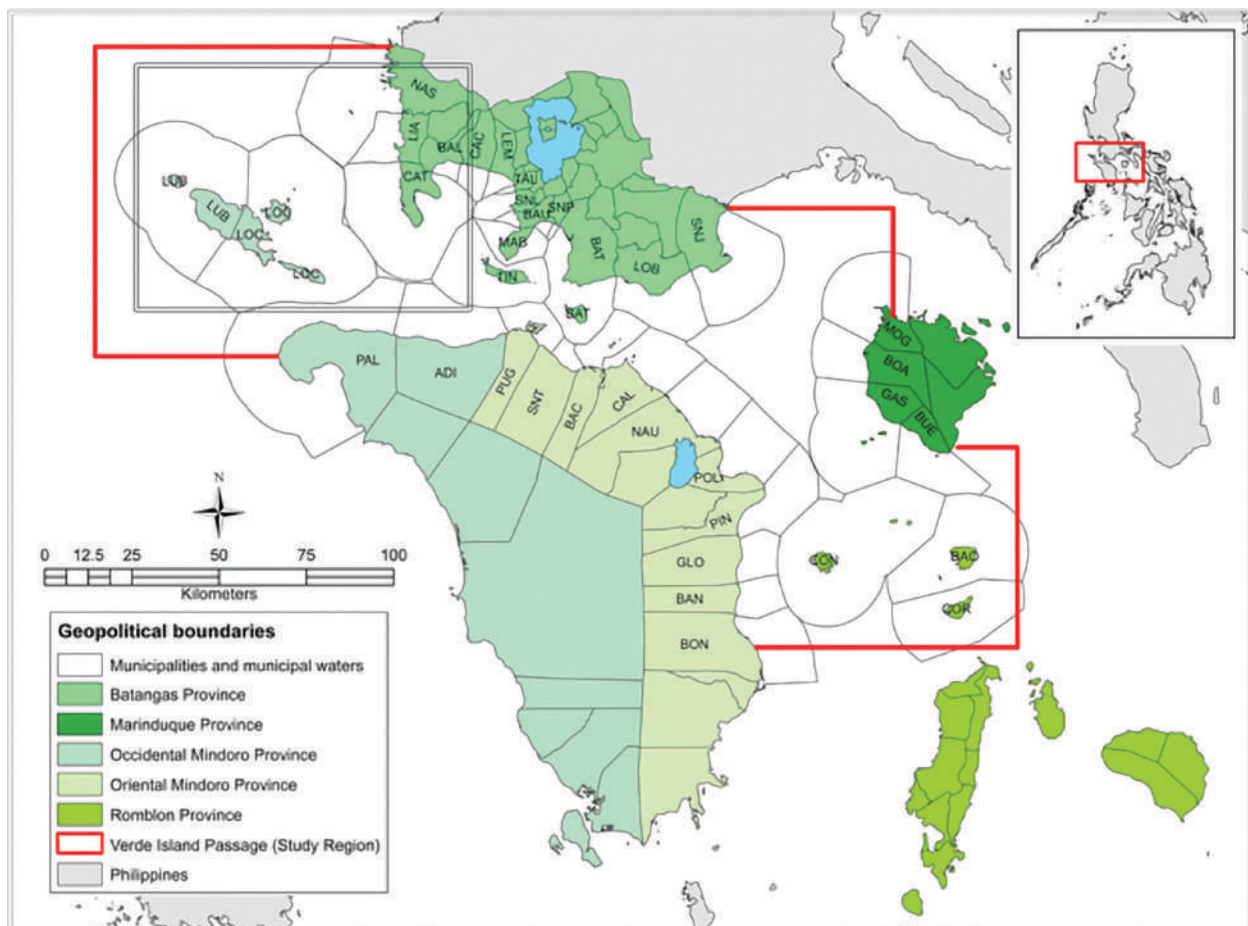 NAS
LIA
BAL
CAC
LEM
CAT
TAL
SNL
BAU
SNP
MAB
TIN
BAT
LOB
SNJ
LUB
LUB
LOC
LOC
LOC
BAT
PAL
ADI
PUG
SNT
BAC
CAL
NAU
POL
PIN
GLO
BAN
BON
MOG
BOA
GAS
BUE
CON
BAO
COR
N
0 12.5 25 50 75 100
Kilometers
Geopolitical boundaries
Municipalities and municipal waters
Batangas Province
Marinduque Province
Occidental Mindoro Province
Oriental Mindoro Province
Romblon Province
Verde Island Passage (Study Region)
Philippines